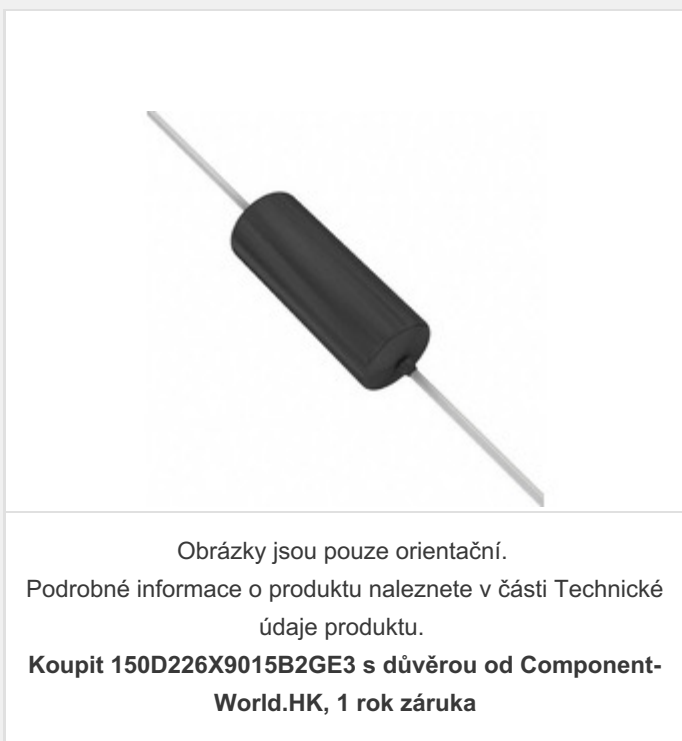 Obrázky jsou pouze orientační.
Podrobné informace o produktu naleznete v části Technické
údaje produktu.
Koupit 150D226X9015B2GE3 s důvěrou od Component-
World.HK, 1 rok záruka